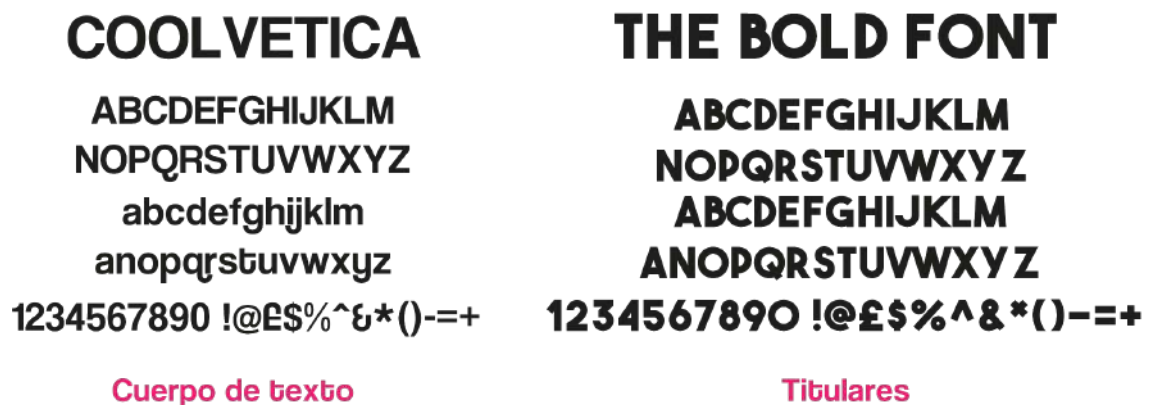 COOLVETICA
ABCDEFGHIJKLM
NOPQRSTUVWXYZ
abcdefghijklm
anopqrstuvwxyz
1234567890 !@£$%^&*()-=+
Cuerpo de texto
THE BOLD FONT
ABCDEFGHIJKLM
NOPQRSTUVWXYZ
ABCDEFGHIJKLM
ANOPQRSTUVWXYZ
1234567890 !@£$%^&*()-=+
Titulares